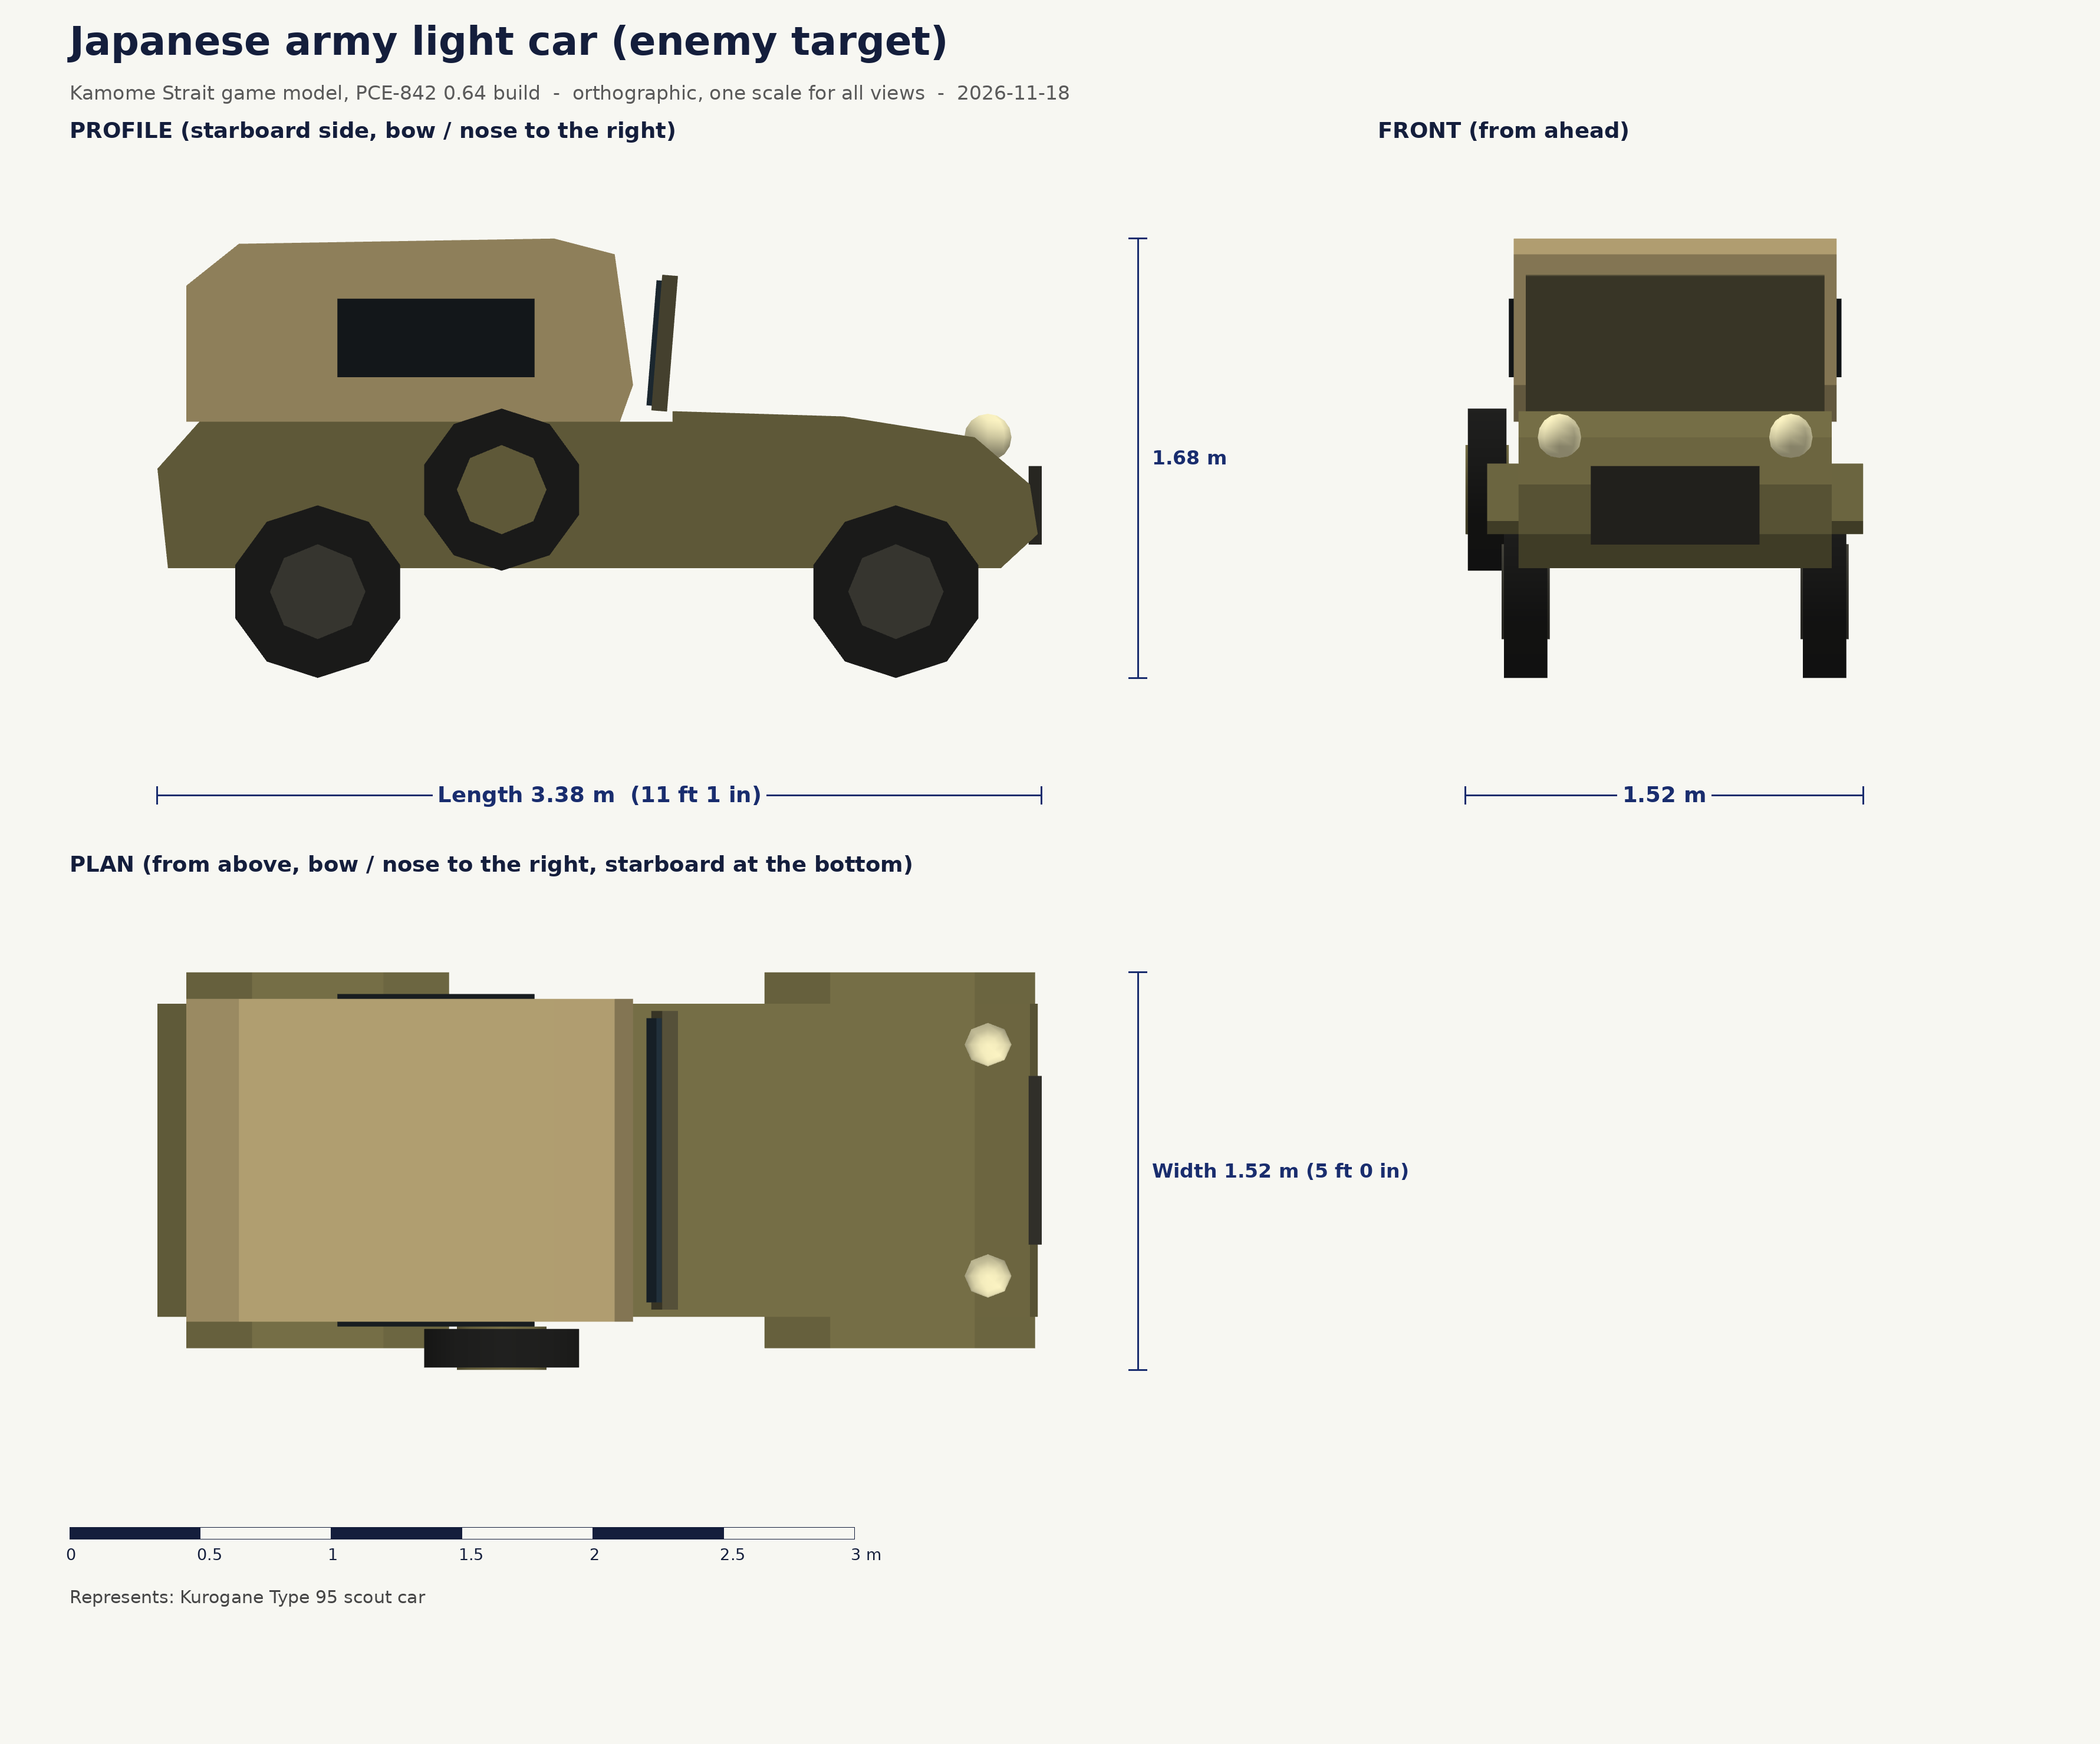 Japanese army light car (enemy target)
Kamome Strait game model, PCE-842 0.64 build - orthographic, one scale for all views - 2026-11-18
PROFILE (starboard side, bow / nose to the right)
FRONT (from ahead)
1.68 m
Length 3.38 m (11 ft 1 in)
1.52 m
PLAN (from above, bow / nose to the right, starboard at the bottom)
Width 1.52 m (5 ft 0 in)
0 0.5 1 1.5 2 2.5 3 m
Represents: Kurogane Type 95 scout car